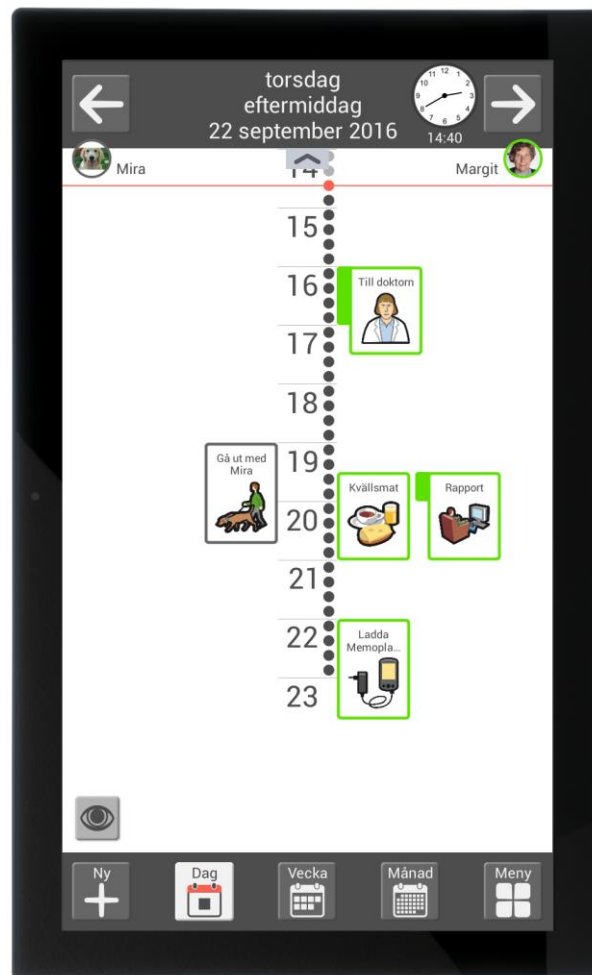 torsdag
eftermiddag
22 september 2016
14:40
Mira
Margit
14
15
16
Till doktorn
17
18
Gå ut med
Mira
19
Kvällsmat
Rapport
20
21
22
Ladda
Memopla...
23
Ny
Dag
Vecka
Månad
Meny